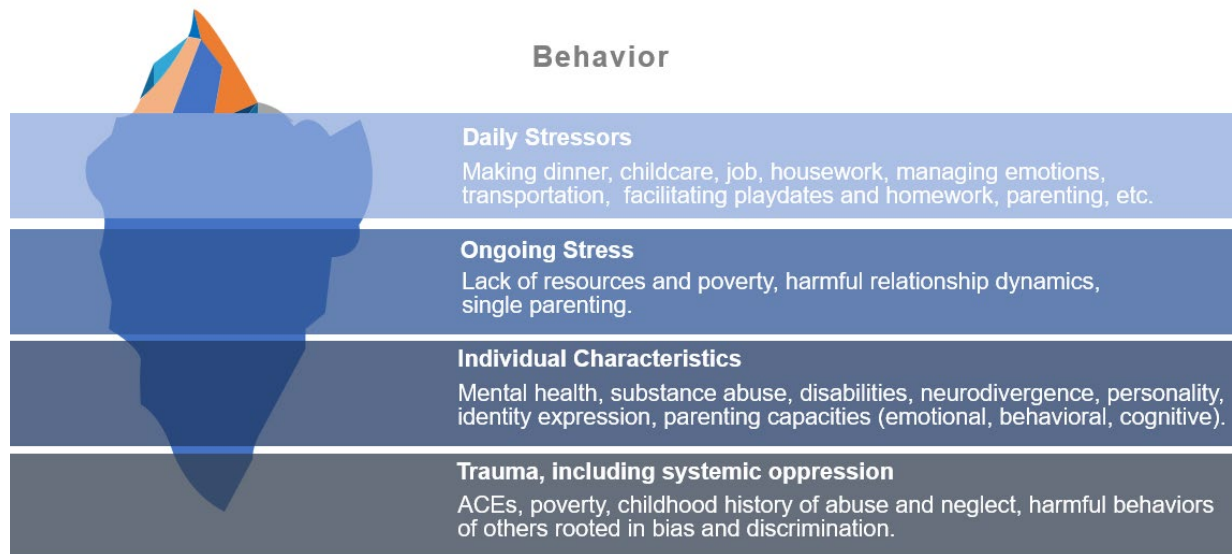 Behavior
Daily Stressors
Making dinner, childcare, job, housework, managing emotions,
transportation,  facilitating playdates and homework, parenting, etc.
Ongoing Stress
Lack of resources and poverty, harmful relationship dynamics,
single parenting.
Individual Characteristics
Mental health, substance abuse, disabilities, neurodivergence, personality,
identity expression, parenting capacities (emotional, behavioral, cognitive).
Trauma, including systemic oppression
ACEs, poverty, childhood history of abuse and neglect, harmful behaviors
of others rooted in bias and discrimination.